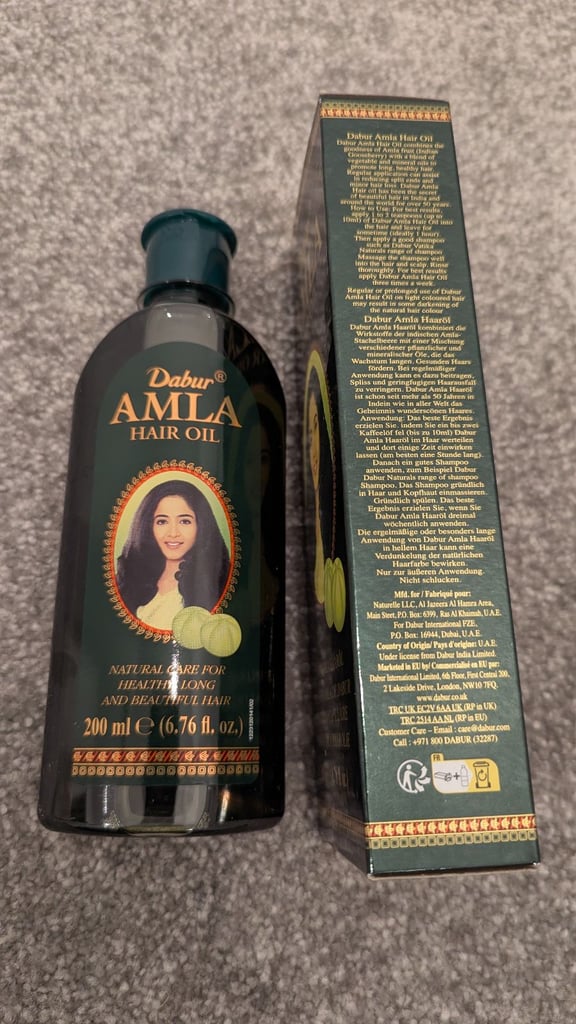 Dabur®
AMLA
HAIR OIL
NATURAL CARE FOR
HEALTHY, LONG
AND BEAUTIFUL HAIR
200 ml ℮ (6.76 fl. oz.)
Dabur Amla Hair Oil
Dabur Amla Hair Oil combines the
goodness of Amla fruit (Indian
Gooseberry) with a blend of
vegetable and mineral oils to
promote long, healthy hair.
Regular application can assist
in reducing split ends and
minor hair loss. Dabur Amla
Hair oil has been the secret
of beautiful hair in India and
around the world for over 50 years.
How to Use: For best results,
apply 1 to 2 teaspoons (up to
10ml) of Dabur Amla Hair Oil into
the hair and leave for
sometime (ideally 1 hour).
Then apply a good shampoo
such as Dabur Vatika
Naturals range of shampoo
Massage the shampoo well
into the hair and scalp. Rinse
thoroughly. For best results
apply Dabur Amla Hair Oil
three times a week.
Regular or prolonged use of Dabur
Amla Hair Oil on light coloured hair
may result in some darkening of
the natural hair colour
Dabur Amla Haaröl
Dabur Amla Haaröl kombiniert die
Wirkstoffe der indischen Amla-
Stachelbeere mit einer Mischung
verschiedener pflanzlicher und
mineralischer Öle, die das
Wachstum langen, Gesunden Haars
fördern. Bei regelmäßiger
Anwendung kann es dazu beitragen,
Spliss und geringfügigen Haarausfall
zu verringern. Dabur Amla Haaröl
ist schon seit mehr als 50 Jahren in
Indein wie in aller Welt das
Geheimnis wunderscönen Haares.
Anwendung: Das beste Ergebnis
erzielen Sie, indem Sie ein bis zwei
Kaffeelöf fel (bis zu 10ml) Dabur
Amla Haaröl im Haar werteilen
und dort einige Zeit einwirken
lassen (am besten eine Stunde lang).
Danach ein gutes Shampoo
anwenden, zum Beispiel Dabur
Dabur Naturals range of shampoo
Shampoo. Das Shampoo gründlich
in Haar und Kopfhaut einmassieren.
Gründlich spülen. Das beste
Ergebnis erzielen Sie, wenn Sie
Dabur Amla Haaröl dreimal
wöchentlich anwenden.
Die ergelmäßige oder besonders lange
Anwendung von Dabur Amla Haaröl
in hellem Haar kann eine
Verdunkelung der natürlichen
Haarfarbe bewirken.
Nur zur äußeren Anwendung.
Nicht schlucken.
Mfd. for / Fabriqué pour:
Naturelle LLC, Al Jazeera Al Hamra Area,
Main Steet, P.O. Box: 6399, Ras Al Khaimah, U.A.E.
For Dabur International FZE.
P.O. Box: 16944, Dubai, U.A.E.
Country of Origin/ Pays d'origine: U.A.E.
Under license from Dabur India Limited.
Marketed in EU by/ Commercialisé en EU par:
Dabur International Limited, 6th Floor, First Central 200,
2 Lakeside Drive, London, NW10 7FQ.
www.dabur.co.uk
TRC UK EC2V 6AA UK (RP in UK)
TRC 2514 AA NL (RP in EU)
Customer Care - Email : care@dabur.com
Call : +971 800 DABUR (32287)
FR